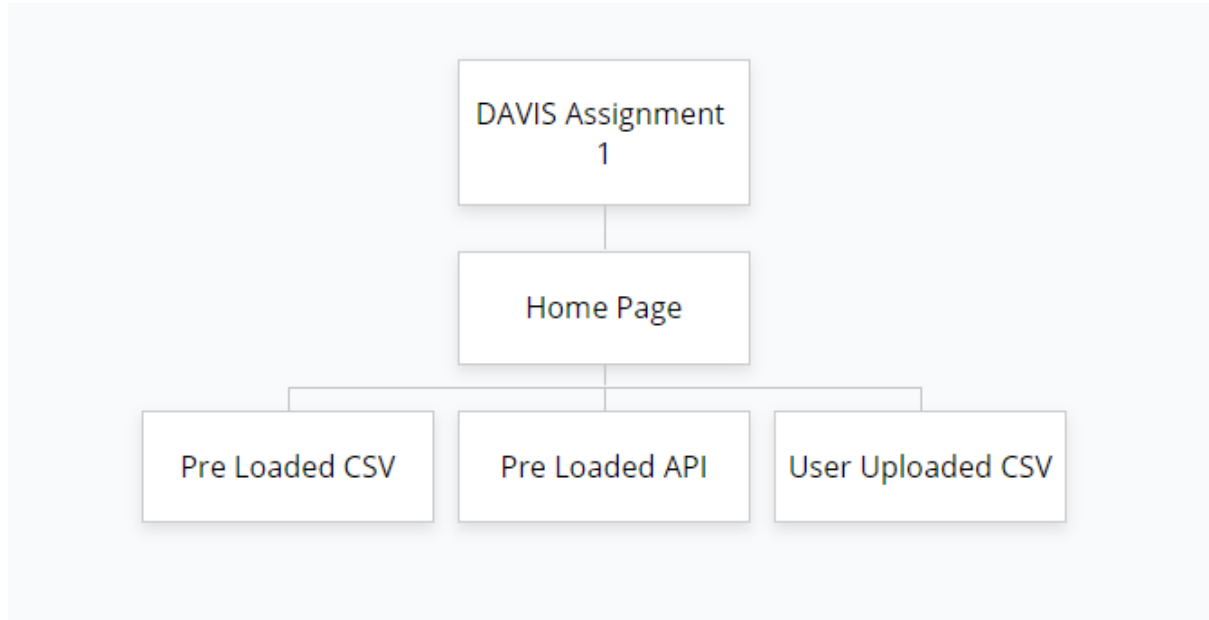 DAVIS Assignment
1
Home Page
Pre Loaded CSV
Pre Loaded API
User Uploaded CSV